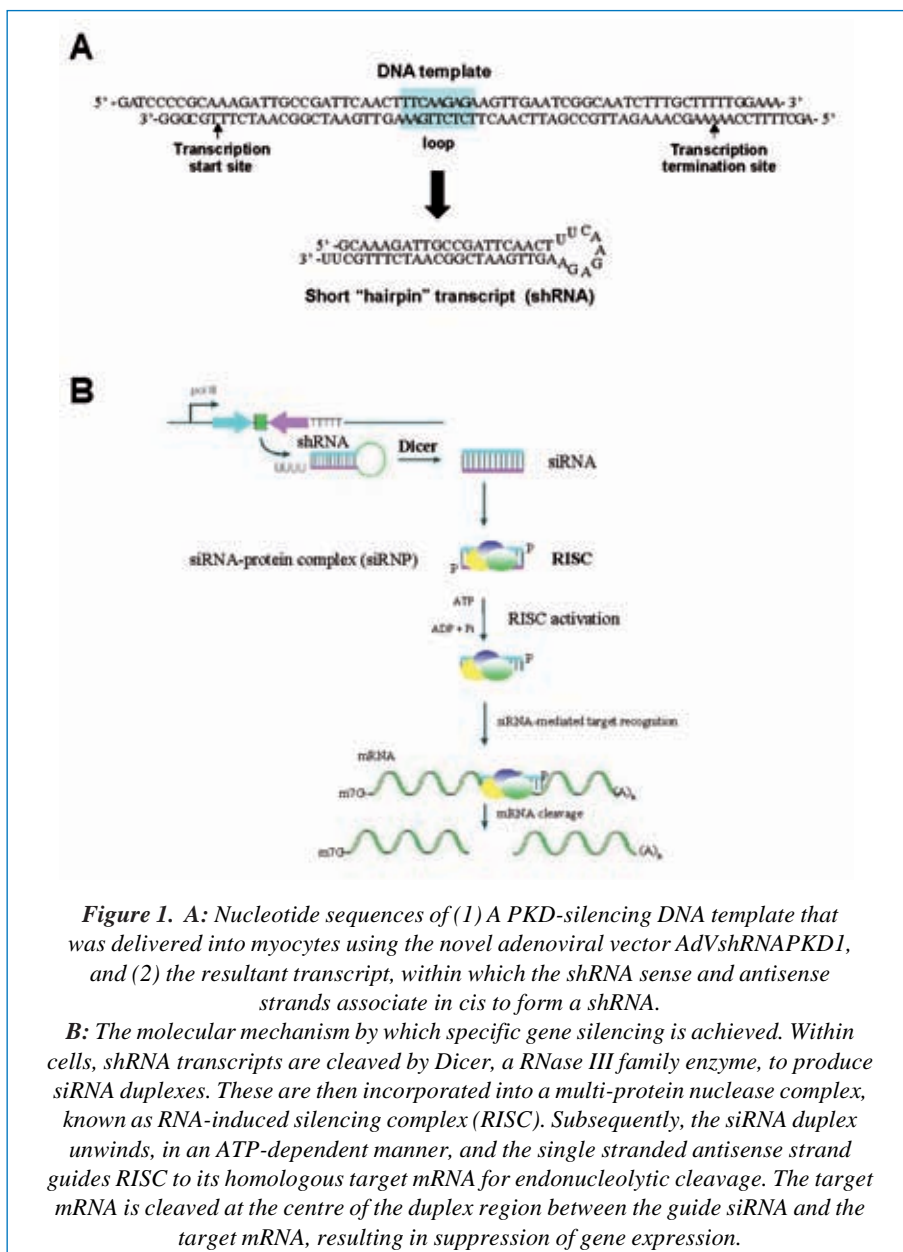 A
DNA template
5'-GATCCCCGCAAAGATTGCCGATTCAACTTTCAAGAGAAGTTGAATCGGCAATCTTTGCTTTTTGGAAA-3'
3'-GGGCGTTTCTAACGGCTAAGTTGAAAGTTCTCTTCAACTTAGCCGTTAGAAACGAAAAACCTTTTCGA-5'
Transcription
start site
loop
Transcription
termination site
5'-GCAAAGATTGCCGATTCAACT
UUCAAGAGA
3'-UUCGTTTCTAACGGCTAAGTTGA
Short "hairpin" transcript (shRNA)
B
TTTTT
shRNA
Dicer
UUUU
siRNA
siRNA-protein complex (siRNP)
P
P
RISC
ATP
ADP + Pi
RISC activation
P
siRNA-mediated target recognition
mRNA
m7G
P
(A)n
mRNA cleavage
m7G
(A)n
Figure 1. A: Nucleotide sequences of (1) A PKD-silencing DNA template that
was delivered into myocytes using the novel adenoviral vector AdVshRNAPKD1,
and (2) the resultant transcript, within which the shRNA sense and antisense
strands associate in cis to form a shRNA.
B: The molecular mechanism by which specific gene silencing is achieved. Within
cells, shRNA transcripts are cleaved by Dicer, a RNase III family enzyme, to produce
siRNA duplexes. These are then incorporated into a multi-protein nuclease complex,
known as RNA-induced silencing complex (RISC). Subsequently, the siRNA duplex
unwinds, in an ATP-dependent manner, and the single stranded antisense strand
guides RISC to its homologous target mRNA for endonucleolytic cleavage. The target
mRNA is cleaved at the centre of the duplex region between the guide siRNA and the
target mRNA, resulting in suppression of gene expression.